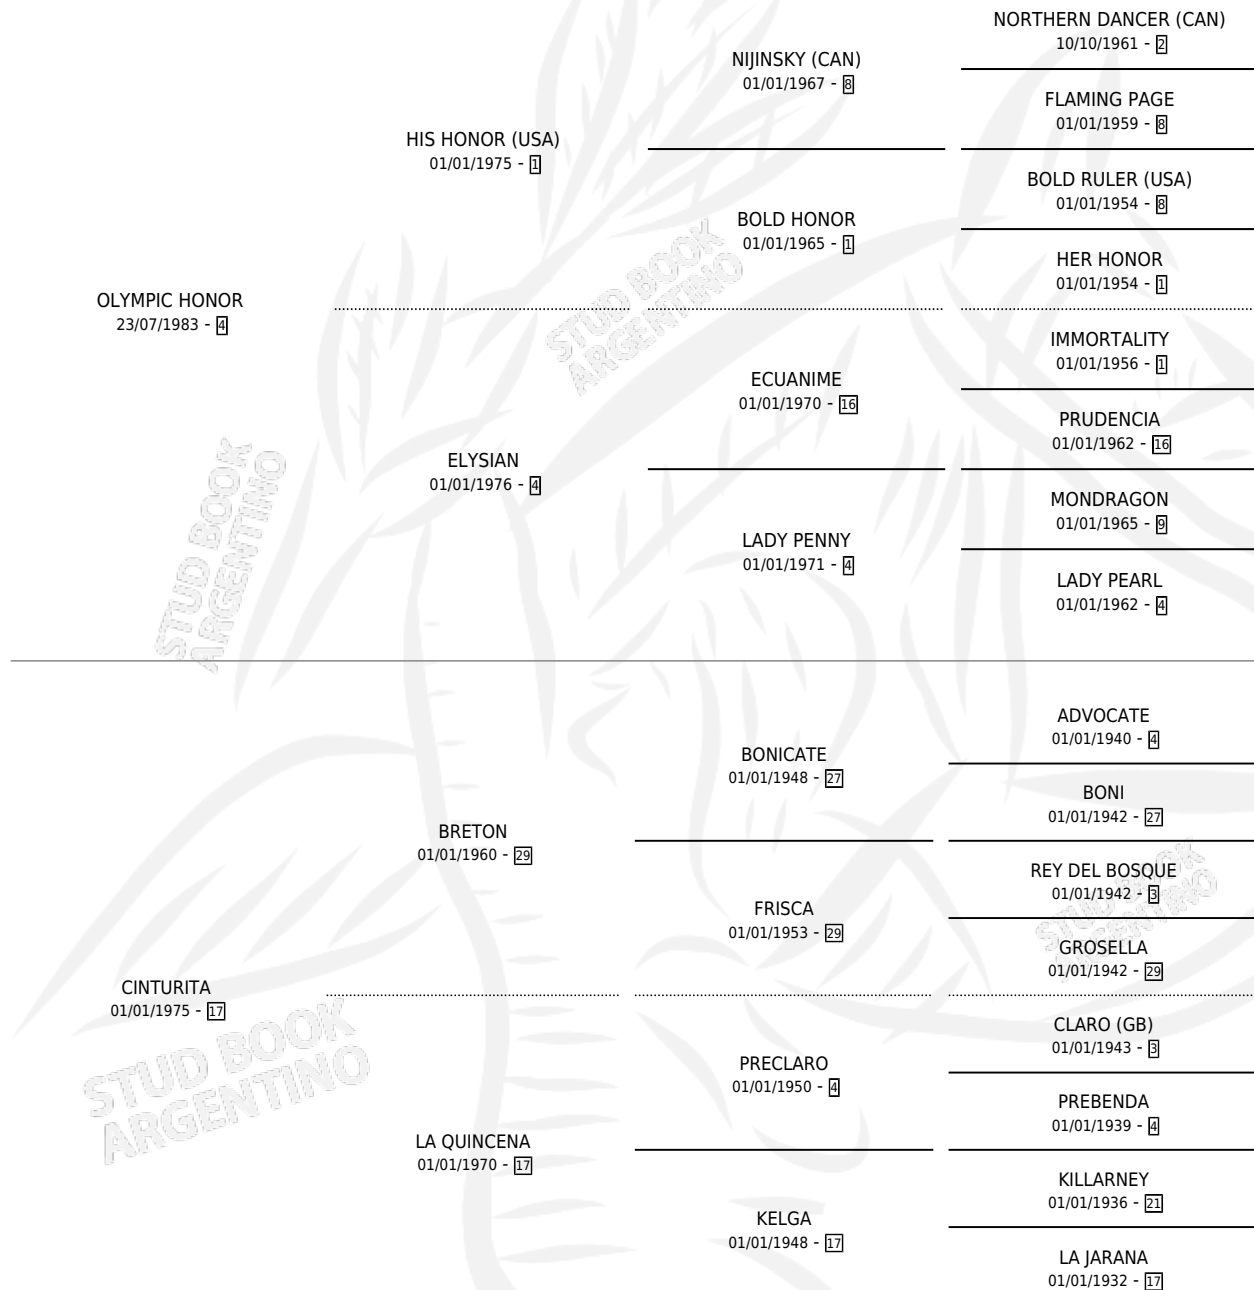 NORTHERN DANCER (CAN)
10/10/1961 - 2
NIJINSKY (CAN)
01/01/1967 - 8
FLAMING PAGE
01/01/1959 - 8
HIS HONOR (USA)
01/01/1975 - 1
BOLD RULER (USA)
01/01/1954 - 8
BOLD HONOR
01/01/1965 - 1
HER HONOR
01/01/1954 - 1
OLYMPIC HONOR
23/07/1983 - 4
IMMORTALITY
01/01/1956 - 1
ECUANIME
01/01/1970 - 16
PRUDENCIA
01/01/1962 - 16
ELYSIAN
01/01/1976 - 4
MONDRAGON
01/01/1965 - 9
LADY PENNY
01/01/1971 - 4
LADY PEARL
01/01/1962 - 4
ADVOCATE
01/01/1940 - 4
BONICATE
01/01/1948 - 27
BONI
01/01/1942 - 27
BRETON
01/01/1960 - 29
REY DEL BOSQUE
01/01/1942 - 3
FRISCA
01/01/1953 - 29
GROSELLA
01/01/1942 - 29
CINTURITA
01/01/1975 - 17
CLARO (GB)
01/01/1943 - 3
PRECLARO
01/01/1950 - 4
PREBENDA
01/01/1939 - 4
LA QUINCENA
01/01/1970 - 17
KILLARNEY
01/01/1936 - 21
KELGA
01/01/1948 - 17
LA JARANA
01/01/1932 - 17
STUD BOOK
ARGENTINO
STUD BOOK
ARGENTINO
STUD BOOK
ARGENTINO
STUD BOOK
ARGENTINO